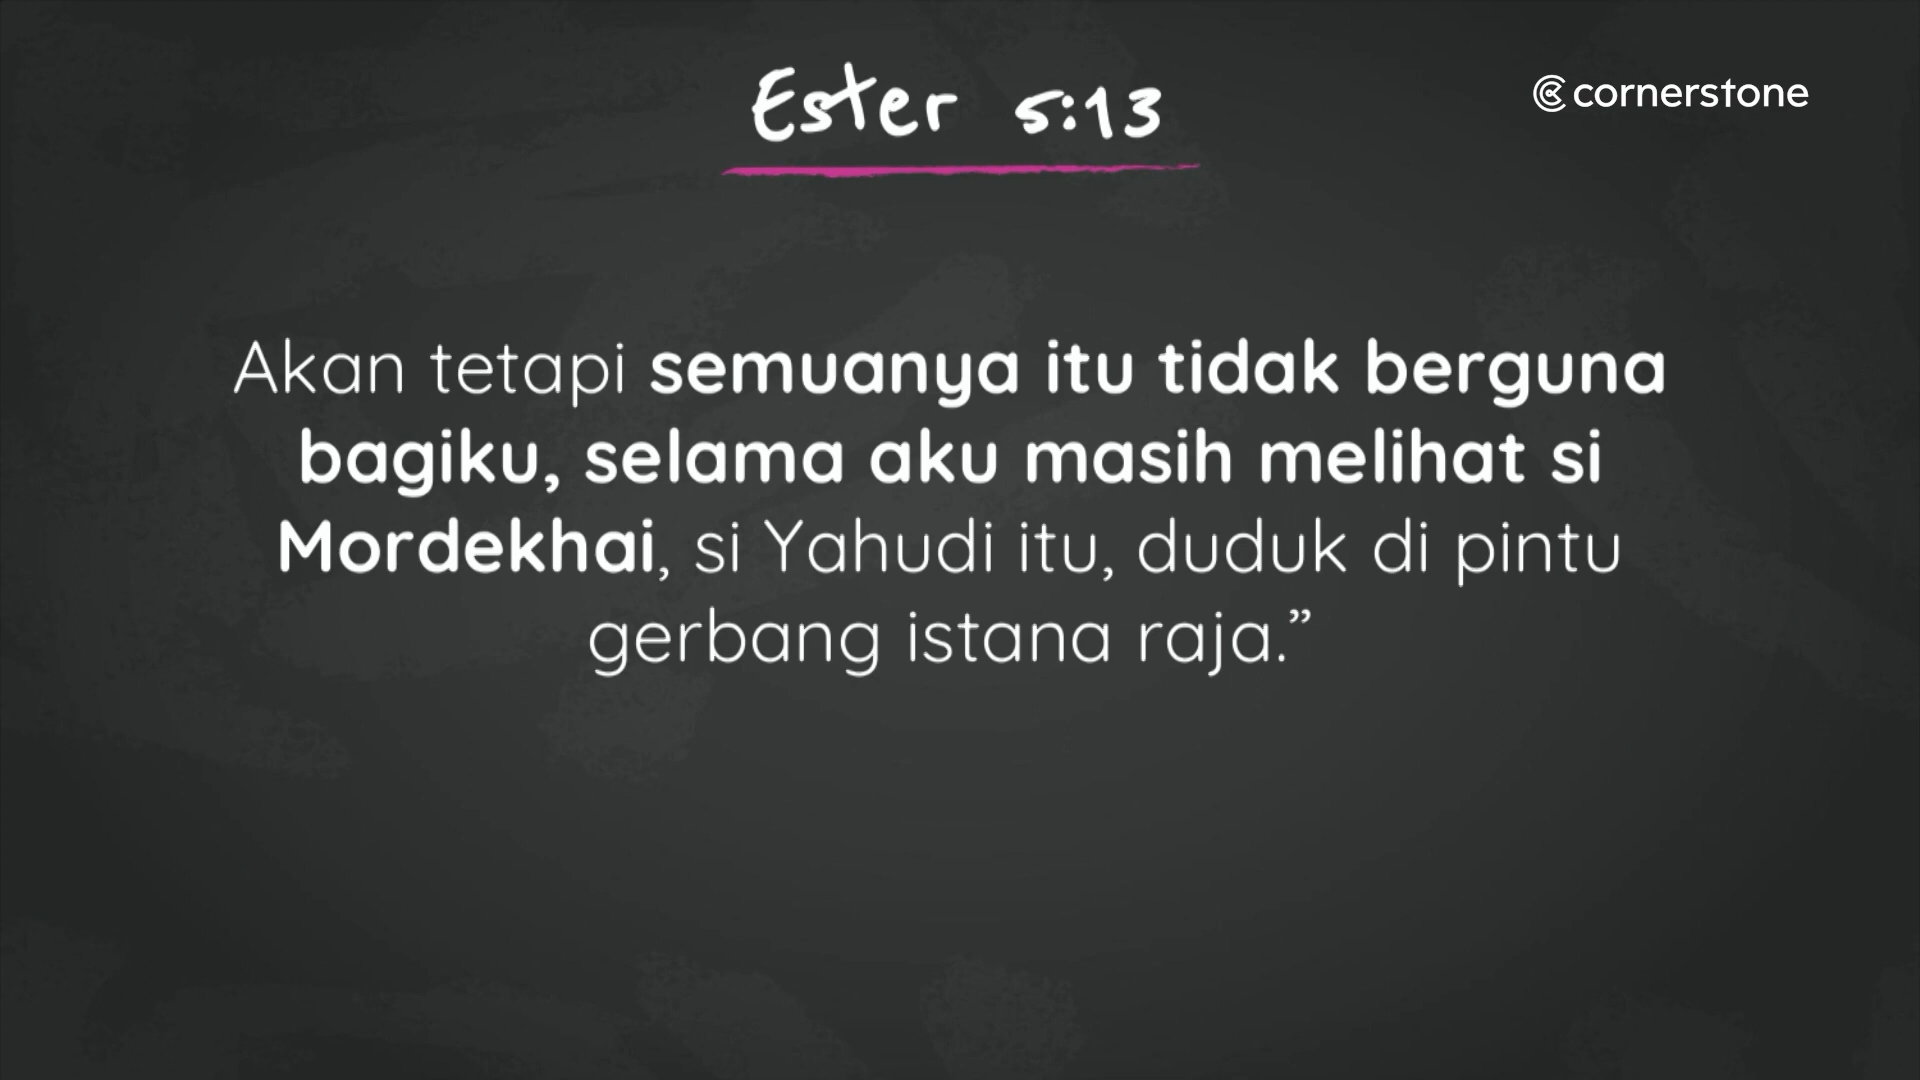 Ester 5:13
cornerstone
Akan tetapi semuanya itu tidak berguna
bagiku, selama aku masih melihat si
Mordekhai, si Yahudi itu, duduk di pintu
gerbang istana raja.”